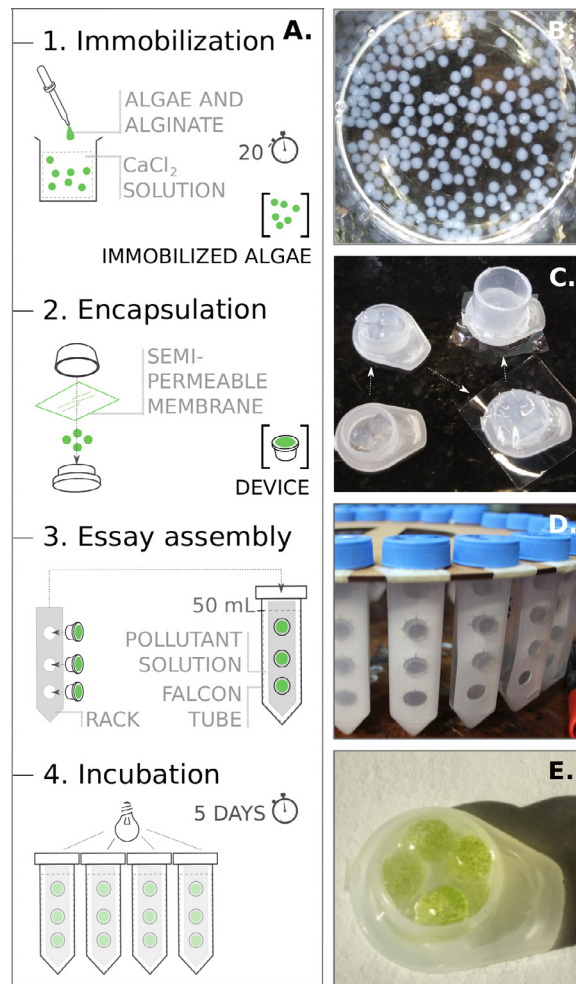 A.
1. Immobilization
ALGAE AND
ALGINATE
20
CaCl₂
SOLUTION
IMMOBILIZED ALGAE
2. Encapsulation
SEMI-
PERMEABLE
MEMBRANE
DEVICE
3. Essay assembly
50 mL
POLLUTANT
SOLUTION
FALCON
TUBE
RACK
4. Incubation
5 DAYS
B.
C.
D.
E.